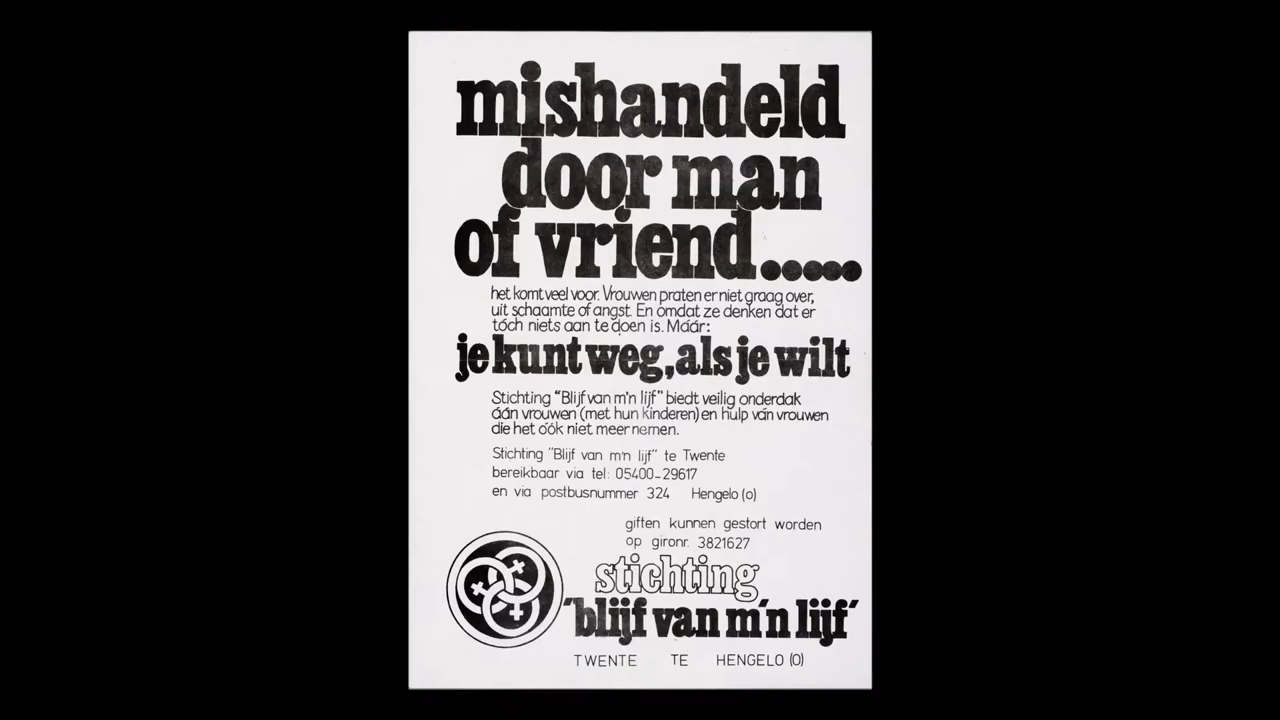 mishandeld
door man
of vriend.....
het komt veel voor. Vrouwen praten er niet graag over,
uit schaamte of angst. En omdat ze denken dat er
tóch niets aan te doen is. Máár:
je kunt weg, als je wilt
Stichting "Blijf van m'n lijf" biedt veilig onderdak
áán vrouwen (met hun kinderen) en hulp ván vrouwen
die het óók niet meer nemen.
Stichting "Blijf van m'n lijf" te Twente
bereikbaar via tel: 05400-29617
en via postbusnummer 324 Hengelo (o)
giften kunnen gestort worden
op gironr. 3821627
stichting
'blijf van m'n lijf'
TWENTE TE HENGELO (O)